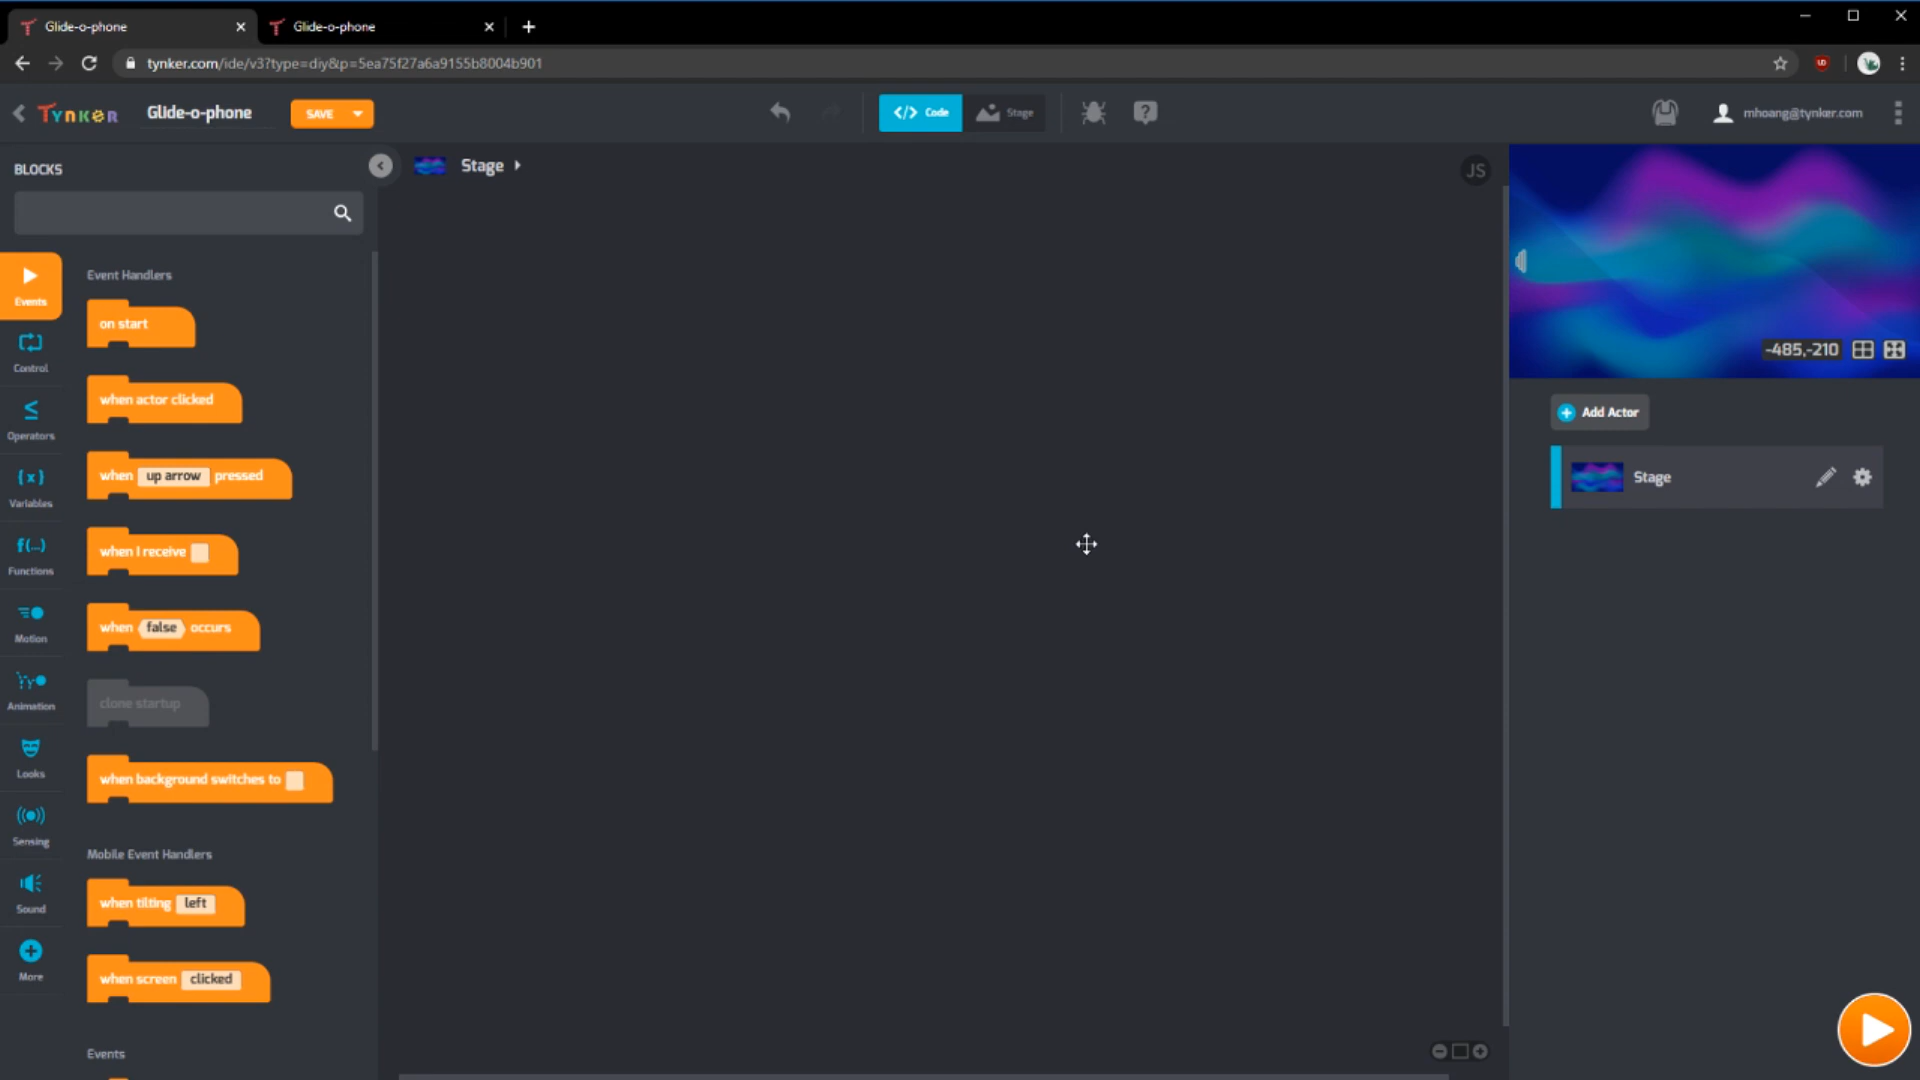 Glide-o-phone
Glide-o-phone
tynker.com/ide/v3?type=diy&p=5ea75f27a6a9155b8004b901
TYNKER
Glide-o-phone
SAVE
</> Code
Stage
mhoang@tynker.com
BLOCKS
Stage
JS
Events
Control
Operators
{x}
Variables
f(...)
Functions
Motion
Animation
Looks
Sensing
Sound
More
Event Handlers
on start
when actor clicked
when up arrow pressed
when I receive
when false occurs
clone startup
when background switches to
Mobile Event Handlers
when tilting left
when screen clicked
Events
-485,-210
Add Actor
Stage